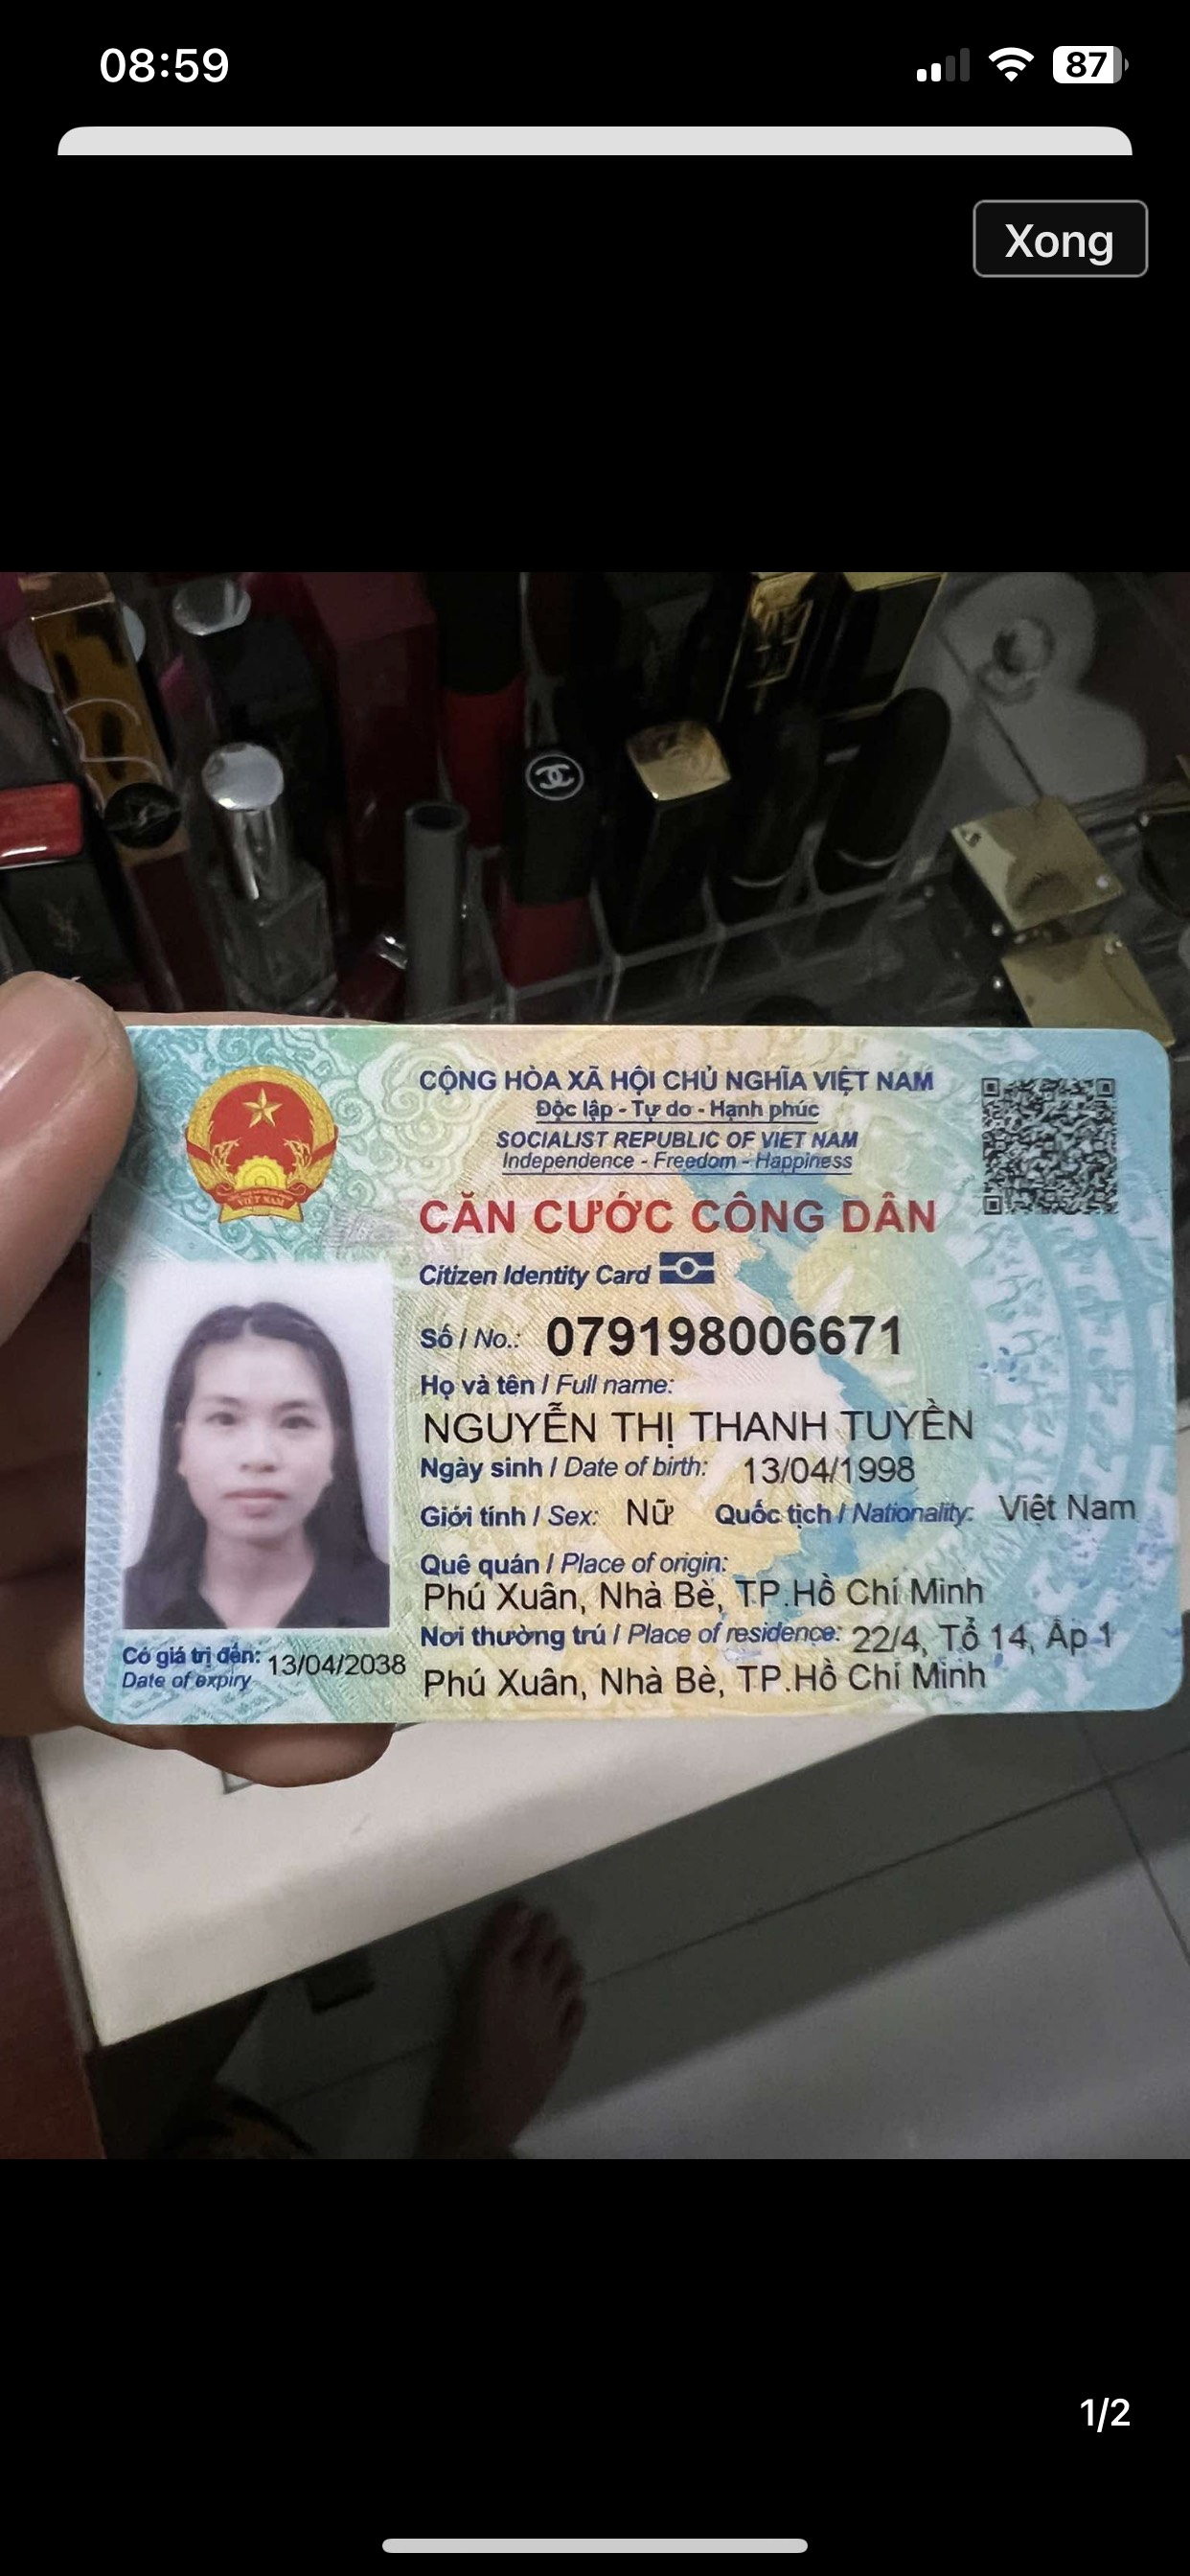 08:59
87
Xong
CỘNG HÒA XÃ HỘI CHỦ NGHĨA VIỆT NAM
Độc lập - Tự do - Hạnh phúc
SOCIALIST REPUBLIC OF VIET NAM
Independence - Freedom - Happiness
CĂN CƯỚC CÔNG DÂN
Citizen Identity Card
VIỆT NAM
Số / No.: 079198006671
Họ và tên / Full name:
NGUYỄN THỊ THANH TUYỀN
Ngày sinh / Date of birth: 13/04/1998
Giới tính / Sex: Nữ Quốc tịch / Nationality: Việt Nam
Quê quán / Place of origin:
Phú Xuân, Nhà Bè, TP.Hồ Chí Minh
Nơi thường trú / Place of residence: 22/4, Tổ 14, Ấp 1
Phú Xuân, Nhà Bè, TP.Hồ Chí Minh
Có giá trị đến: 13/04/2038
Date of expiry
1/2